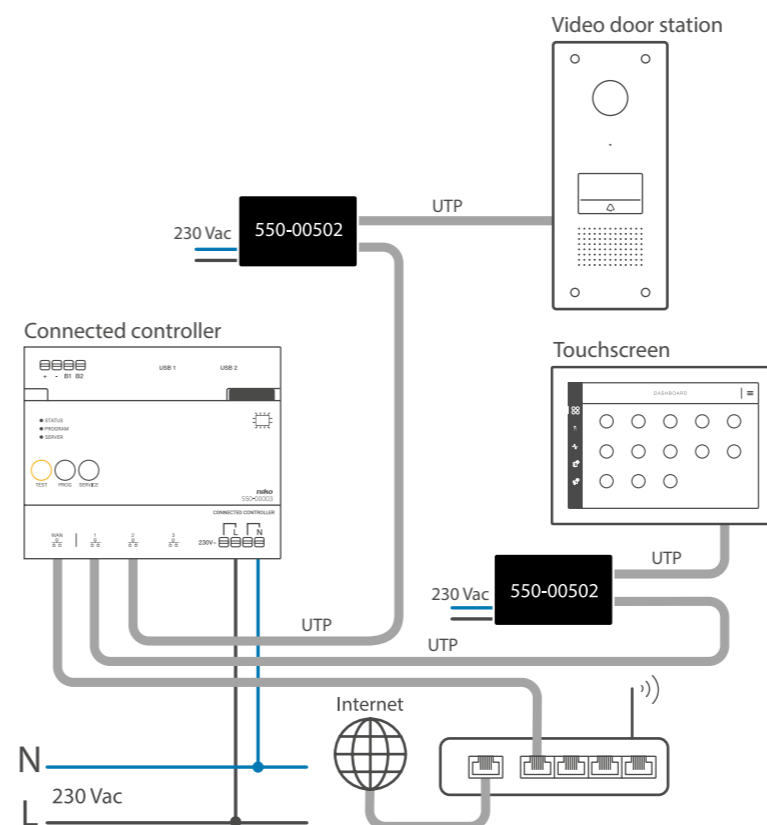 Video door station
UTP
230 Vac
550-00502
Connected controller
+ - B1 B2
USB 1
USB 2
STATUS
PROGRAM
SERVER
TEST PROG SERVICE
niko
550-00003
CONNECTED CONTROLLER
WAN 1 2 3
230V~
L N
Touchscreen
DASHBOARD
UTP
230 Vac
550-00502
UTP
UTP
Internet
N
L 230 Vac